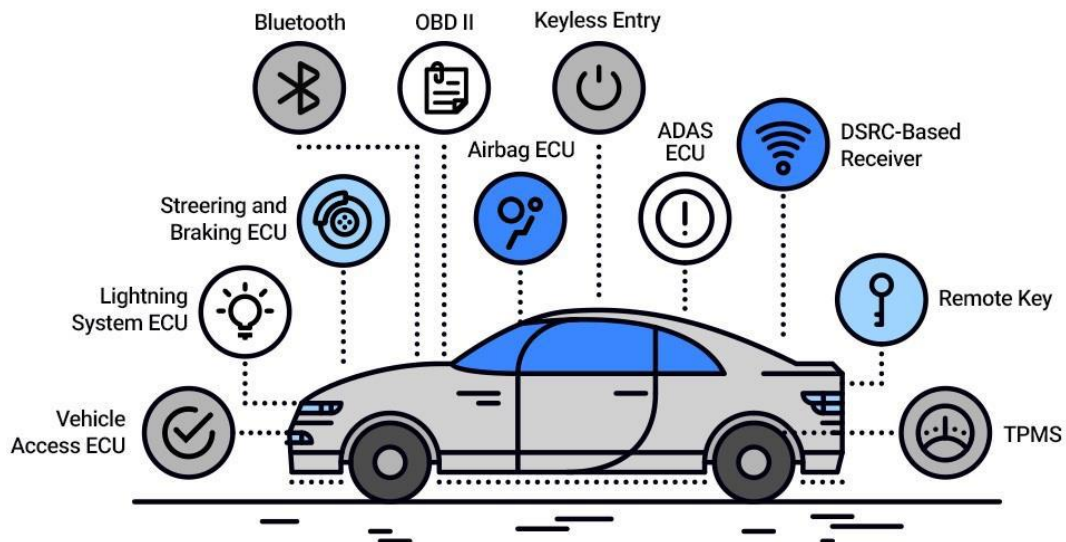 Bluetooth
OBD II
Keyless Entry
Airbag ECU
ADAS
ECU
DSRC-Based
Receiver
Streering and
Braking ECU
Lightning
System ECU
Remote Key
Vehicle
Access ECU
TPMS